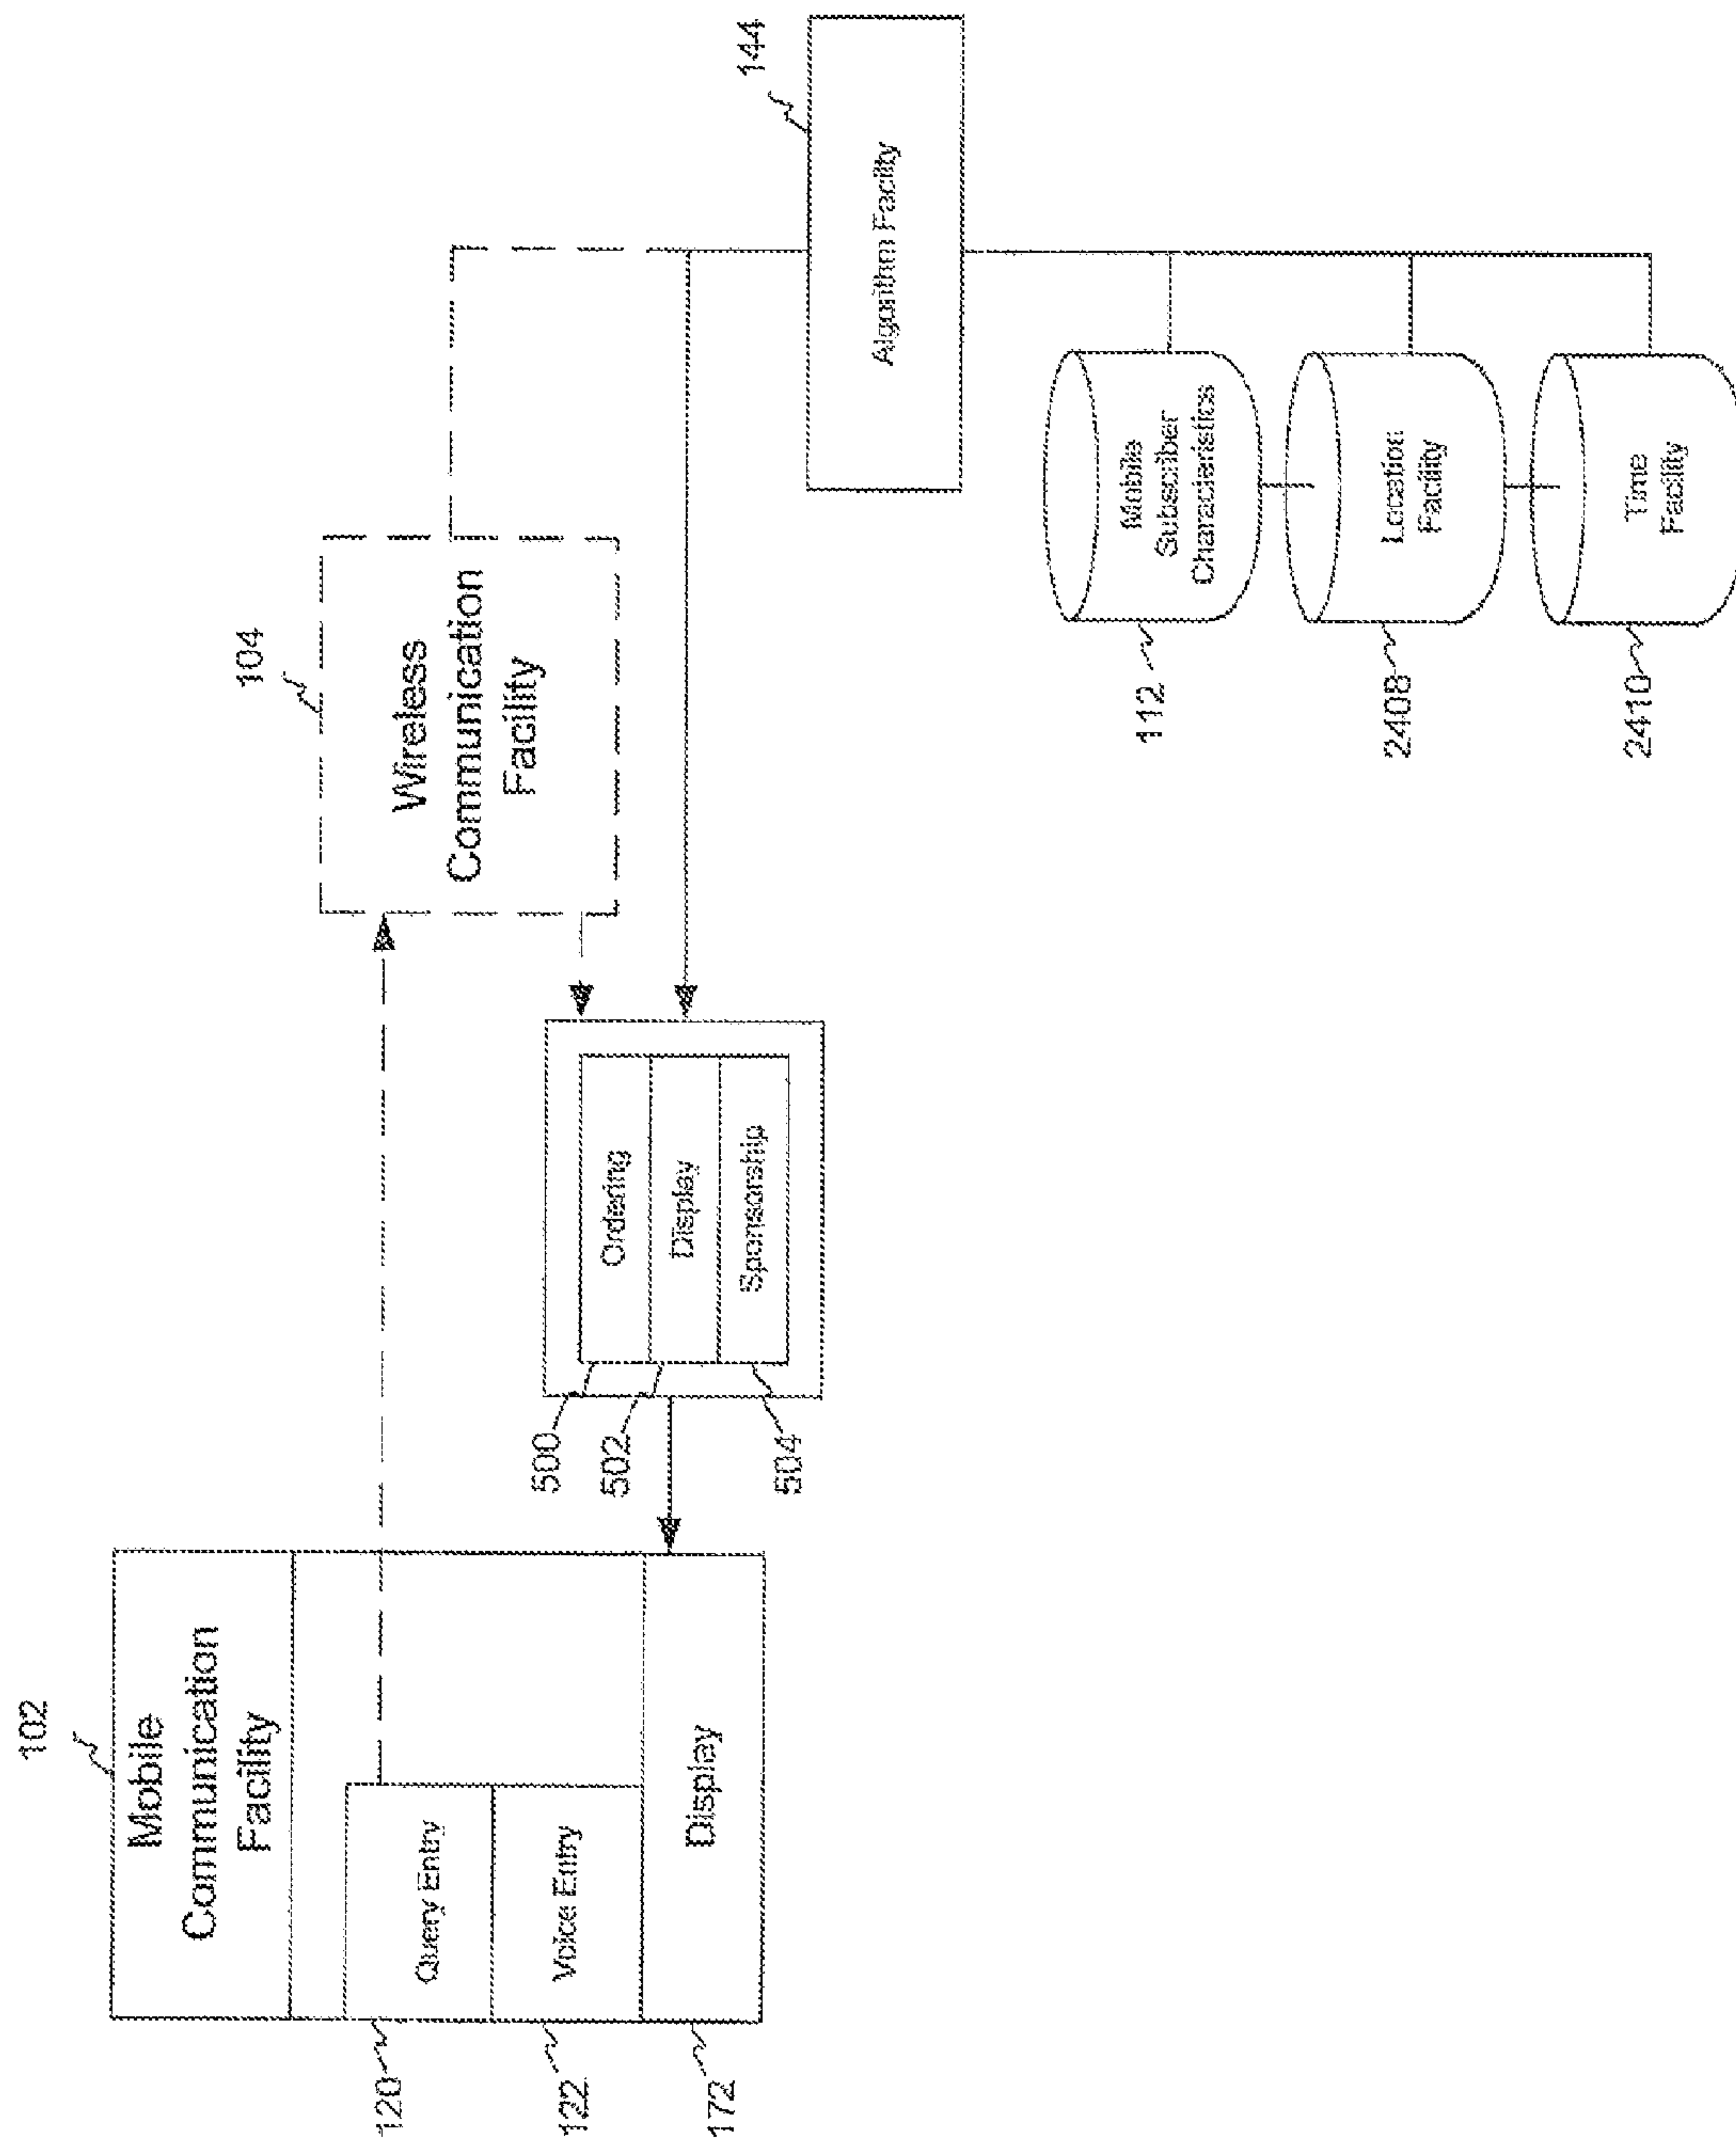 102
Mobile
Communication
Facility
120
Query Entry
122
Voice Entry
172
Display
500
Ordering
502
Display
504
Sponsorship
104
Wireless
Communication
Facility
144
Algorithm Facility
112
Mobile
Subscriber
Characteristics
2408
Location
Facility
2410
Time
Facility